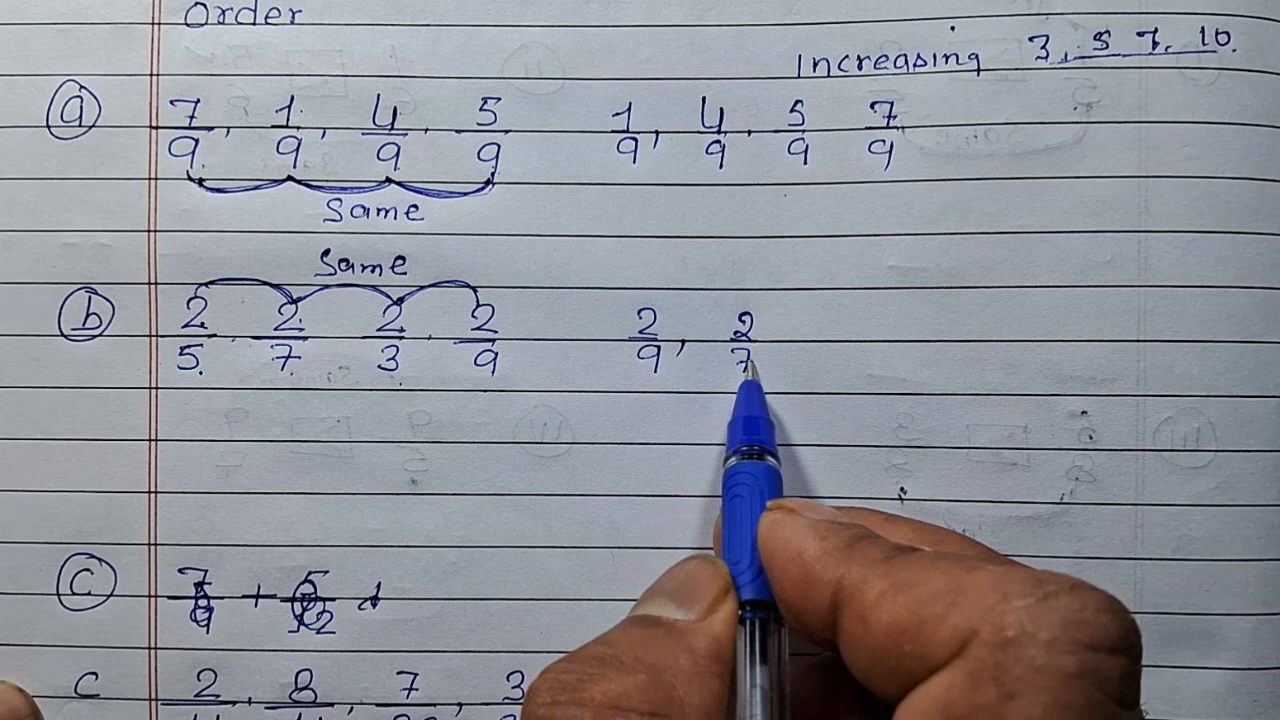 Order
Increasing 3, 5 7, 10.
(a) 7/9, 1/9, 4/9, 5/9 1/9, 4/9, 5/9 7/9
Same
Same
(b) 2/5, 2/7 2/3, 2/9 2/9, 2/7
(c)
c 2 8 7 3